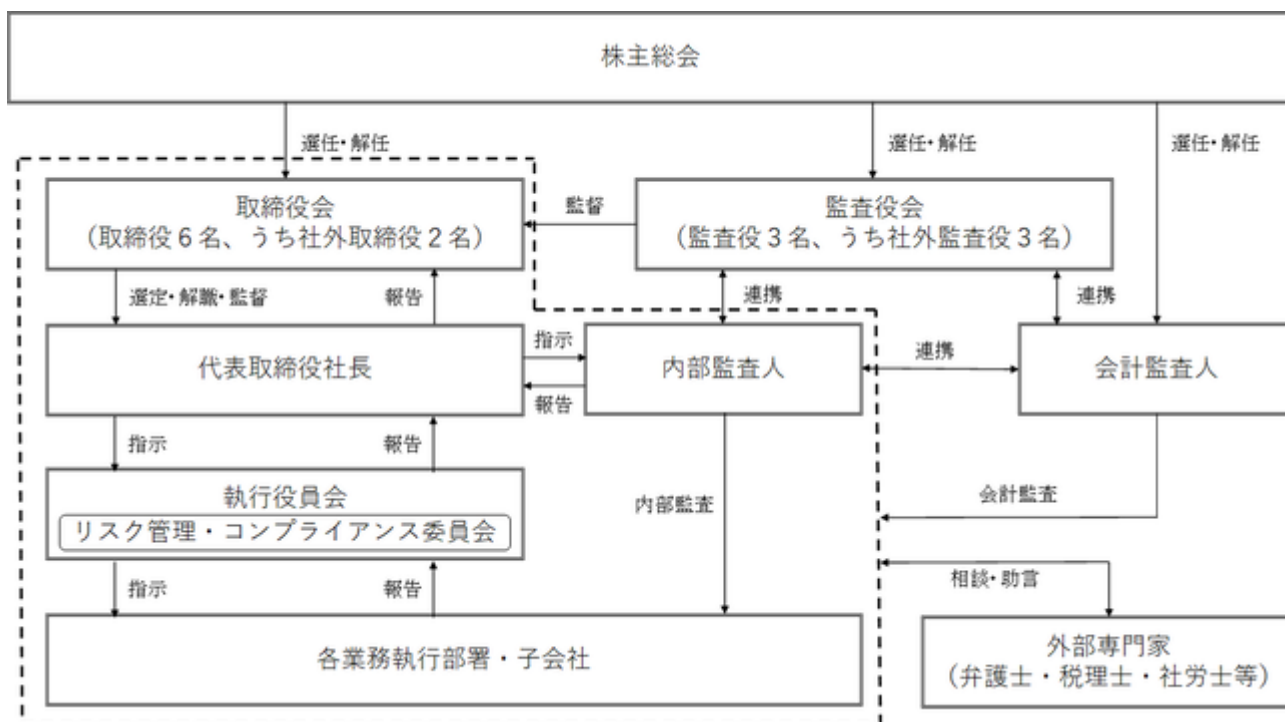 株主総会
選任・解任
選任・解任
選任・解任
取締役会
（取締役６名、うち社外取締役２名）
監督
監査役会
（監査役３名、うち社外監査役３名）
選定・解職・監督
報告
連携
連携
代表取締役社長
指示
報告
内部監査人
連携
会計監査人
指示
報告
執行役員会
リスク管理・コンプライアンス委員会
内部監査
会計監査
指示
報告
相談・助言
各業務執行部署・子会社
外部専門家
（弁護士・税理士・社労士等）